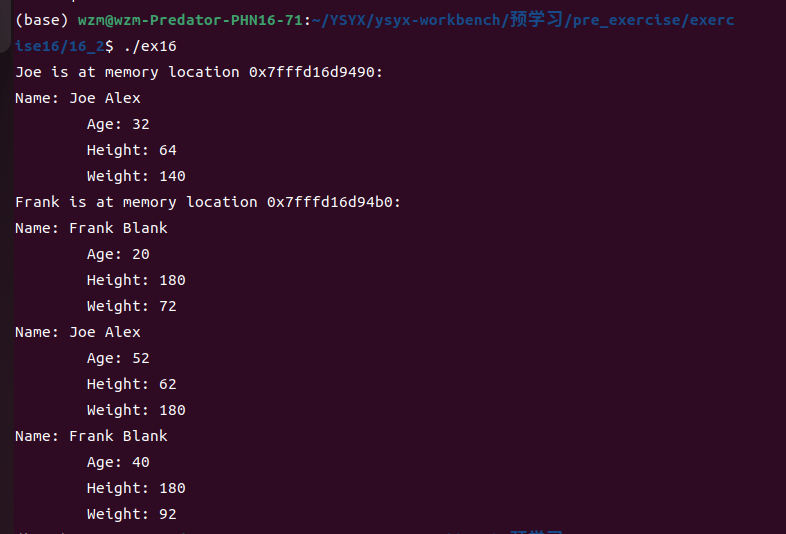 (base) wzm@wzm-Predator-PHN16-71:~/YSYX/ysyx-workbench/预学习/pre_exercise/exerc
ise16/16_2$ ./ex16
Joe is at memory location 0x7fffd16d9490:
Name: Joe Alex
Age: 32
Height: 64
Weight: 140
Frank is at memory location 0x7fffd16d94b0:
Name: Frank Blank
Age: 20
Height: 180
Weight: 72
Name: Joe Alex
Age: 52
Height: 62
Weight: 180
Name: Frank Blank
Age: 40
Height: 180
Weight: 92